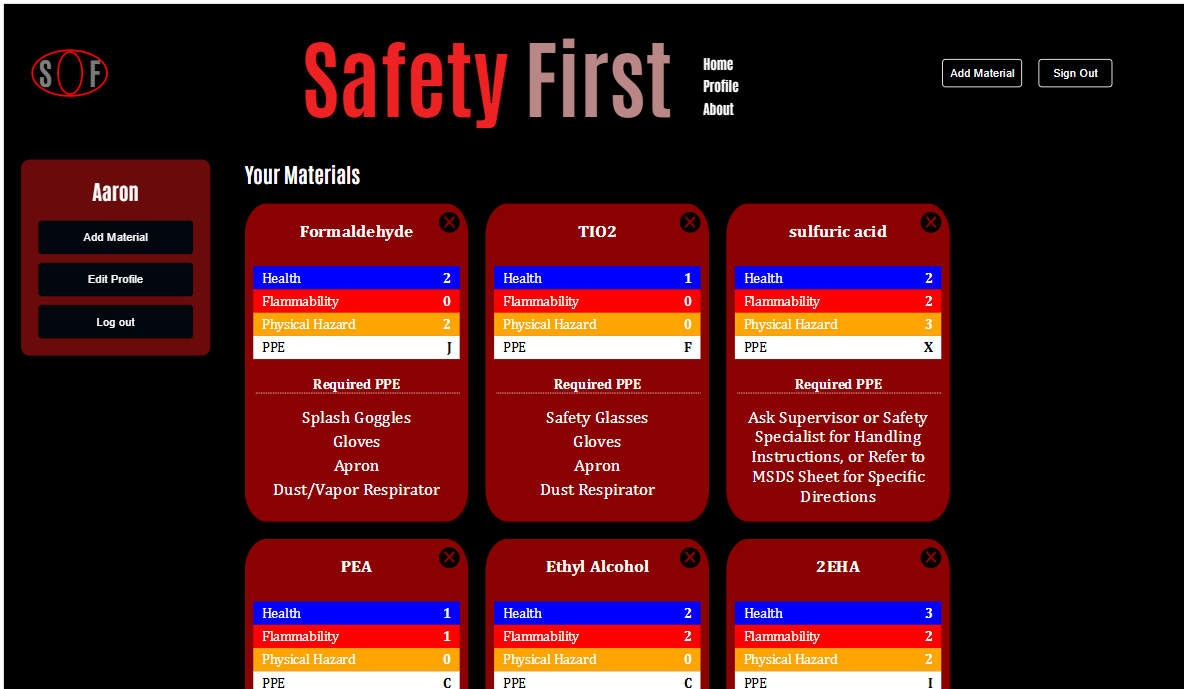 S F
Safety First
Home
Profile
About
Add Material
Sign Out
Aaron
Add Material
Edit Profile
Log out
Your Materials
Formaldehyde
Health 2
Flammability 0
Physical Hazard 2
PPE J
Required PPE
Splash Goggles
Gloves
Apron
Dust/Vapor Respirator
TIO2
Health 1
Flammability 0
Physical Hazard 0
PPE F
Required PPE
Safety Glasses
Gloves
Apron
Dust Respirator
sulfuric acid
Health 2
Flammability 2
Physical Hazard 3
PPE X
Required PPE
Ask Supervisor or Safety
Specialist for Handling
Instructions, or Refer to
MSDS Sheet for Specific
Directions
PEA
Health 1
Flammability 1
Physical Hazard 0
PPE C
Ethyl Alcohol
Health 2
Flammability 2
Physical Hazard 0
PPE C
2EHA
Health 3
Flammability 2
Physical Hazard 2
PPE I